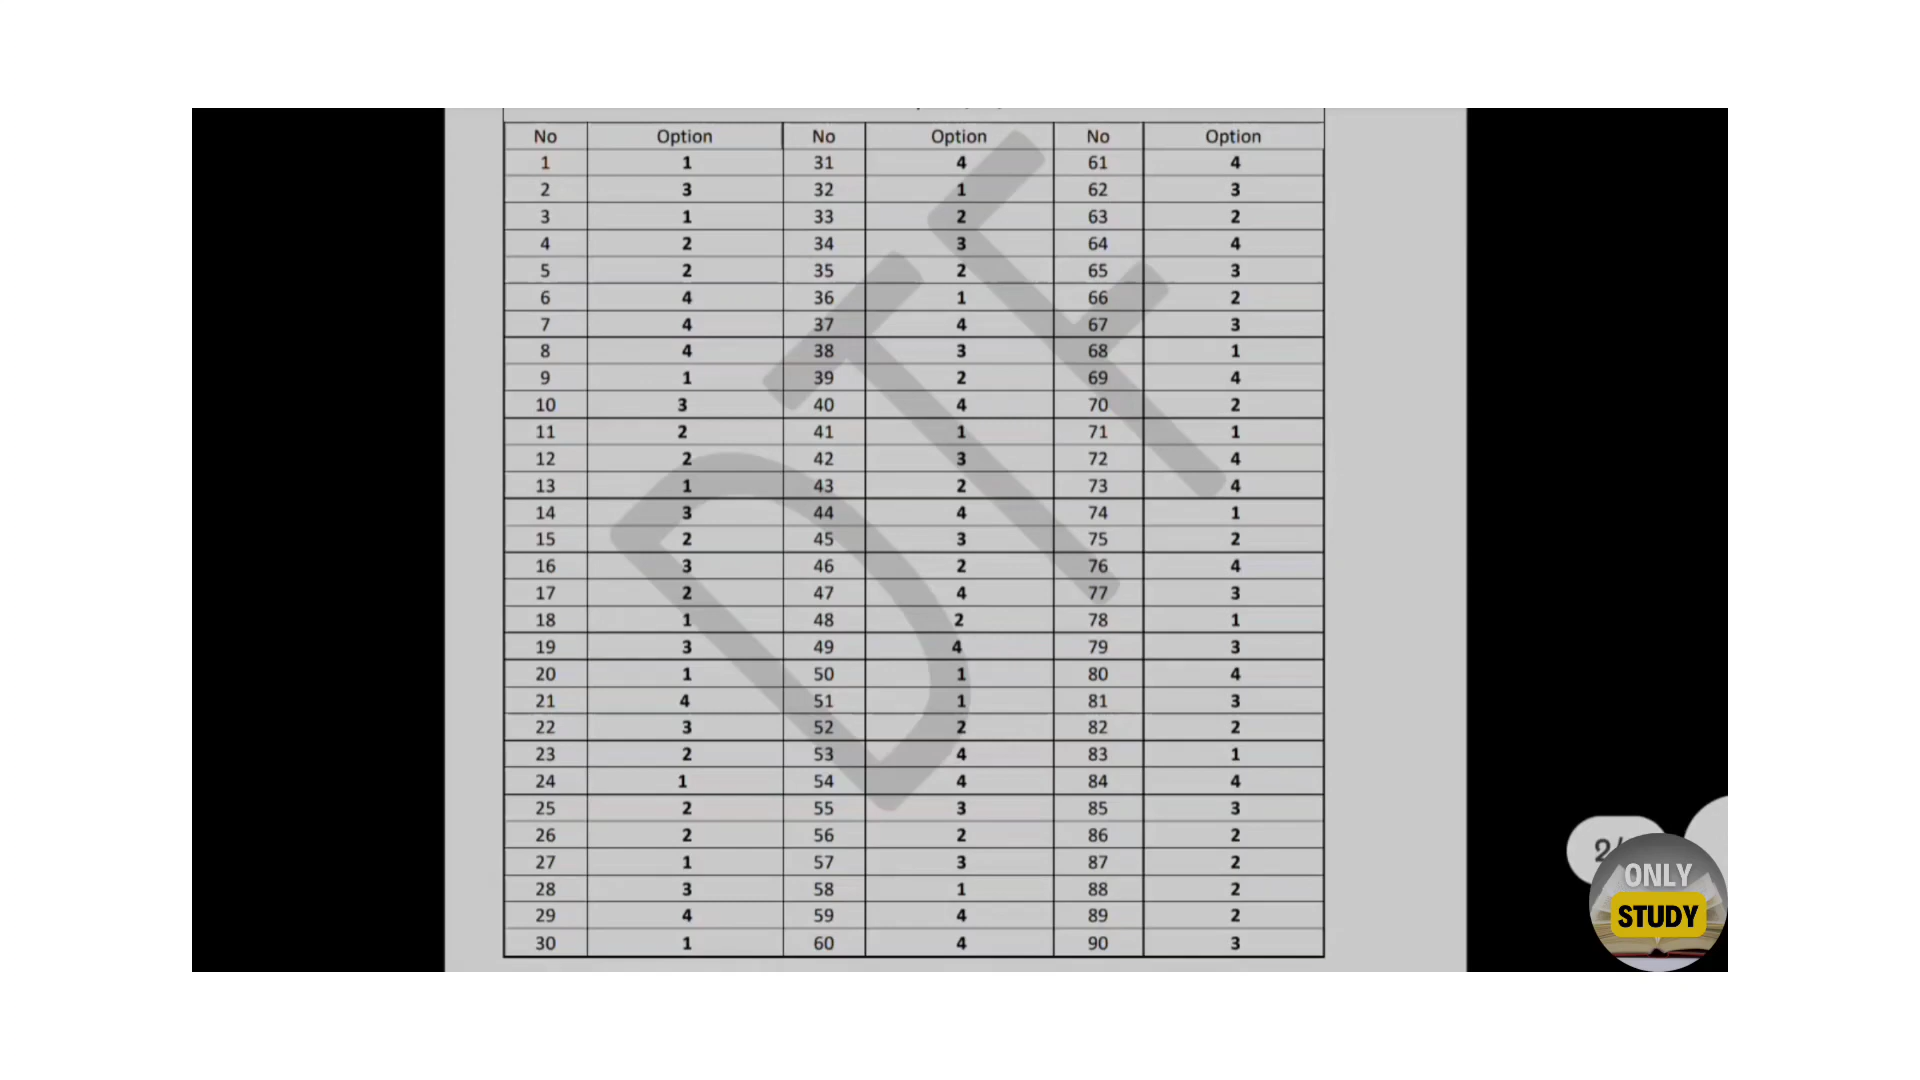 No Option No Option No Option
1 1 31 4 61 4
2 3 32 1 62 3
3 1 33 2 63 2
4 2 34 3 64 4
5 2 35 2 65 3
6 4 36 1 66 2
7 4 37 4 67 3
8 4 38 3 68 1
9 1 39 2 69 4
10 3 40 4 70 2
11 2 41 1 71 1
12 2 42 3 72 4
13 1 43 2 73 4
14 3 44 4 74 1
15 2 45 3 75 2
16 3 46 2 76 4
17 2 47 4 77 3
18 1 48 2 78 1
19 3 49 4 79 3
20 1 50 1 80 4
21 4 51 1 81 3
22 3 52 2 82 2
23 2 53 4 83 1
24 1 54 4 84 4
25 2 55 3 85 3
26 2 56 2 86 2
27 1 57 3 87 2
28 3 58 1 88 2
29 4 59 4 89 2
30 1 60 4 90 3
DTF
2/
ONLY
STUDY